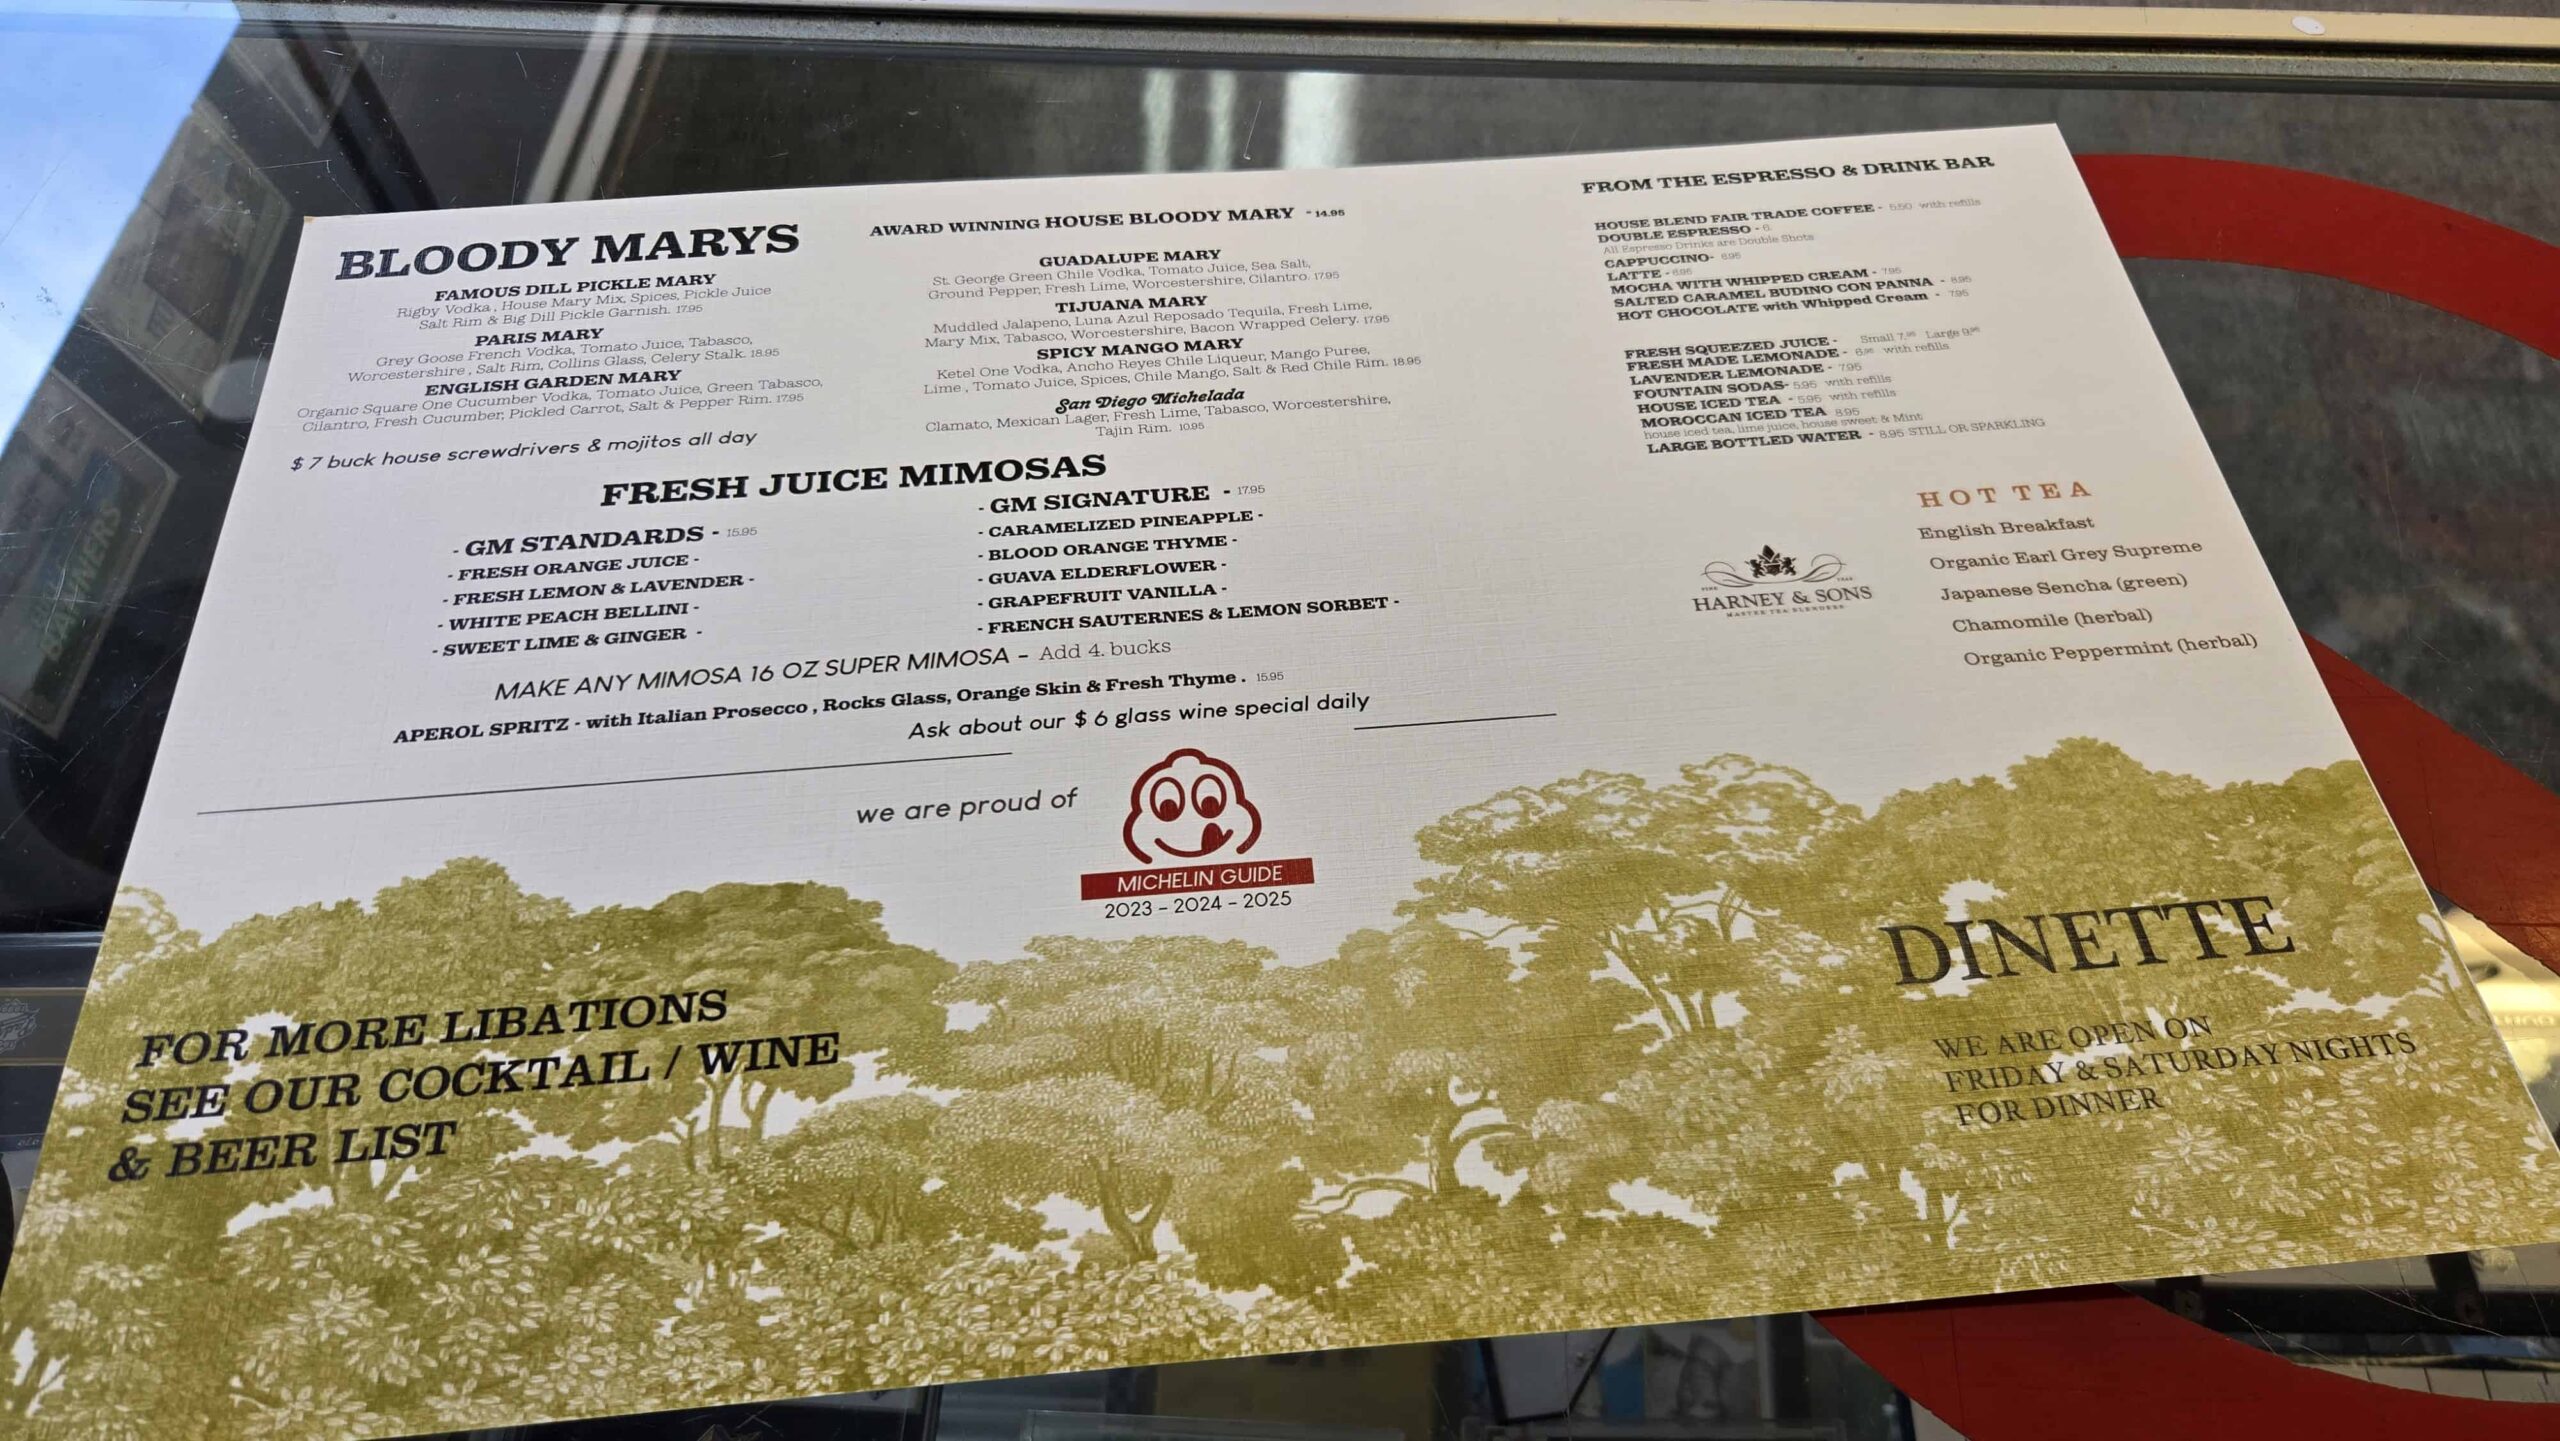 BLOODY MARYS
FAMOUS DILL PICKLE MARY
Rigby Vodka , House Mary Mix, Spices, Pickle Juice
Salt Rim & Big Dill Pickle Garnish. 17.95
PARIS MARY
Grey Goose French Vodka, Tomato Juice, Tabasco,
Worcestershire , Salt Rim, Collins Glass, Celery Stalk. 18.95
ENGLISH GARDEN MARY
Organic Square One Cucumber Vodka, Tomato Juice, Green Tabasco,
Cilantro, Fresh Cucumber, Pickled Carrot, Salt & Pepper Rim. 17.95
$ 7 buck house screwdrivers & mojitos all day
AWARD WINNING HOUSE BLOODY MARY - 14.95
GUADALUPE MARY
St. George Green Chile Vodka, Tomato Juice, Sea Salt,
Ground Pepper, Fresh Lime, Worcestershire, Cilantro. 17.95
TIJUANA MARY
Muddled Jalapeno, Luna Azul Reposado Tequila, Fresh Lime,
Mary Mix, Tabasco, Worcestershire, Bacon Wrapped Celery. 17.95
SPICY MANGO MARY
Ketel One Vodka, Ancho Reyes Chile Liqueur, Mango Puree,
Lime , Tomato Juice, Spices, Chile Mango, Salt & Red Chile Rim. 18.95
San Diego Michelada
Clamato, Mexican Lager, Fresh Lime, Tabasco, Worcestershire,
Tajin Rim. 10.95
FRESH JUICE MIMOSAS
- GM STANDARDS - 15.95
- FRESH ORANGE JUICE -
- FRESH LEMON & LAVENDER -
- WHITE PEACH BELLINI -
- SWEET LIME & GINGER -
- GM SIGNATURE - 17.95
- CARAMELIZED PINEAPPLE -
- BLOOD ORANGE THYME -
- GUAVA ELDERFLOWER -
- GRAPEFRUIT VANILLA -
- FRENCH SAUTERNES & LEMON SORBET -
MAKE ANY MIMOSA 16 OZ SUPER MIMOSA - Add 4. bucks
APEROL SPRITZ - with Italian Prosecco , Rocks Glass, Orange Skin & Fresh Thyme . 15.95
Ask about our $ 6 glass wine special daily
FROM THE ESPRESSO & DRINK BAR
HOUSE BLEND FAIR TRADE COFFEE - 5.50 with refills
DOUBLE ESPRESSO - 6.
All Espresso Drinks are Double Shots
CAPPUCCINO- 6.95
LATTE - 6.95
MOCHA WITH WHIPPED CREAM - 7.95
SALTED CARAMEL BUDINO CON PANNA - 8.95
HOT CHOCOLATE with Whipped Cream - 7.95
FRESH SQUEEZED JUICE - Small 7.95 Large 9.95
FRESH MADE LEMONADE - 6.95 with refills
LAVENDER LEMONADE - 7.95
FOUNTAIN SODAS- 5.95 with refills
HOUSE ICED TEA - 5.95 with refills
MOROCCAN ICED TEA 8.95
house iced tea, lime juice, house sweet & Mint
LARGE BOTTLED WATER - 8.95 STILL OR SPARKLING
HARNEY & SONS
MASTER TEA BLENDERS
HOT TEA
English Breakfast
Organic Earl Grey Supreme
Japanese Sencha (green)
Chamomile (herbal)
Organic Peppermint (herbal)
we are proud of
MICHELIN GUIDE
2023 - 2024 - 2025
FOR MORE LIBATIONS
SEE OUR COCKTAIL / WINE
& BEER LIST
DINETTE
WE ARE OPEN ON
FRIDAY & SATURDAY NIGHTS
FOR DINNER